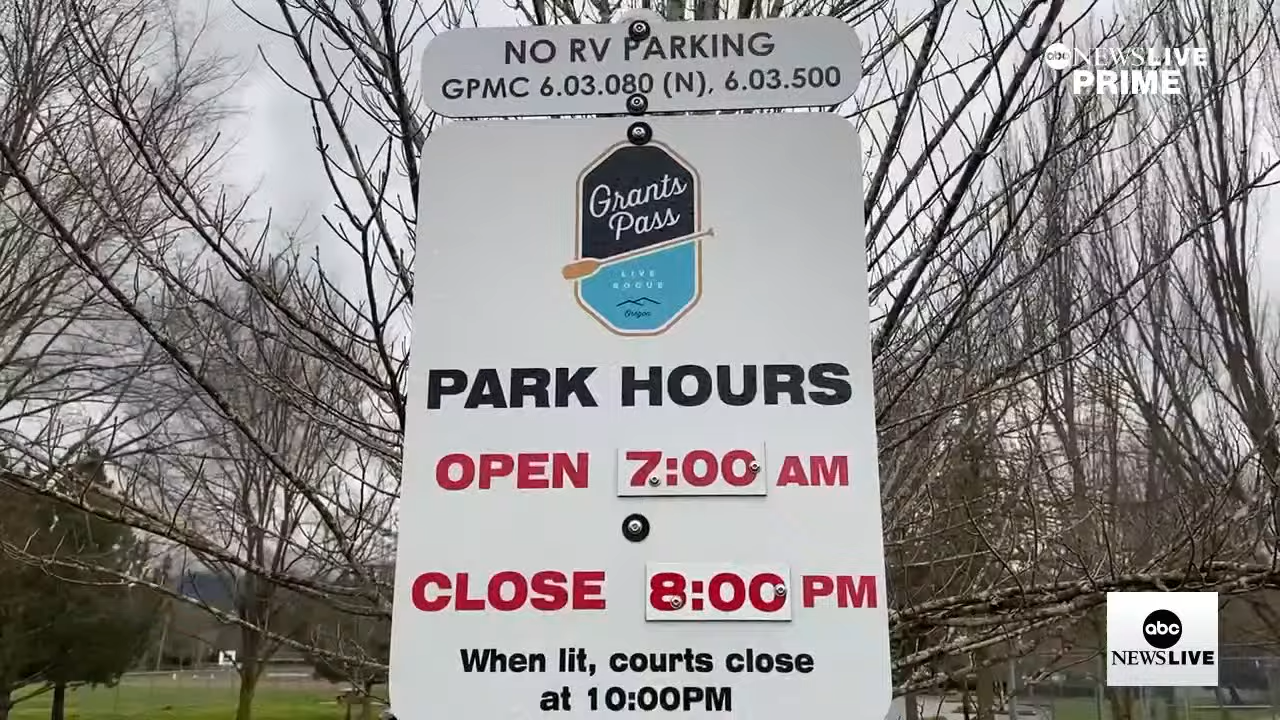 NO RV PARKING
GPMC 6.03.080 (N), 6.03.500
abc NEWS LIVE
PRIME
Grants
Pass
LIVE
ROGUE
Oregon
PARK HOURS
OPEN 7:00 AM
CLOSE 8:00 PM
When lit, courts close
at 10:00PM
abc
NEWS LIVE